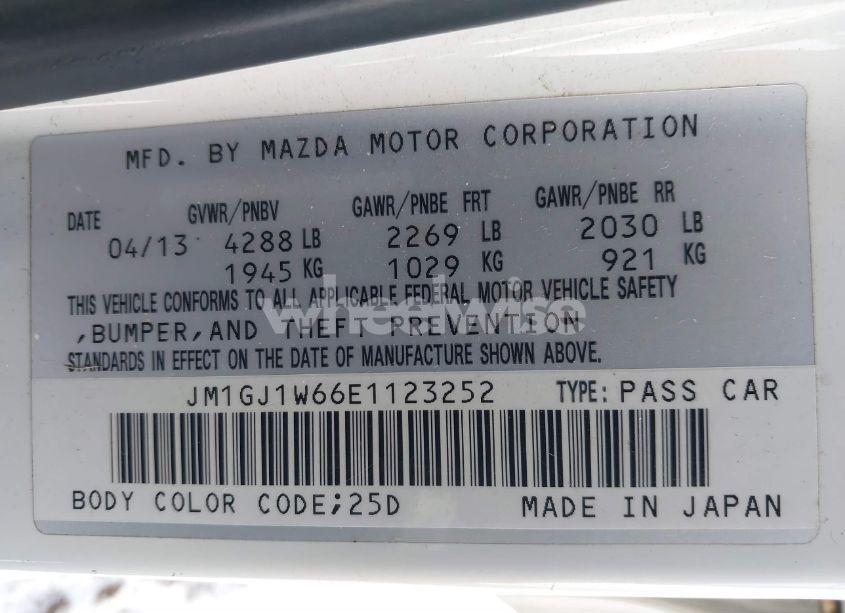 MFD. BY MAZDA MOTOR CORPORATION
DATE GVWR/PNBV GAWR/PNBE FRT GAWR/PNBE RR
04/13 4288 LB 2269 LB 2030 LB
1945 KG 1029 KG 921 KG
THIS VEHICLE CONFORMS TO ALL APPLICABLE FEDERAL MOTOR VEHICLE SAFETY
,BUMPER,AND THEFT PREVENTION
STANDARDS IN EFFECT ON THE DATE OF MANUFACTURE SHOWN ABOVE.
wheelwise
JM1GJ1W66E1123252 TYPE: PASS CAR
BODY COLOR CODE;25D MADE IN JAPAN